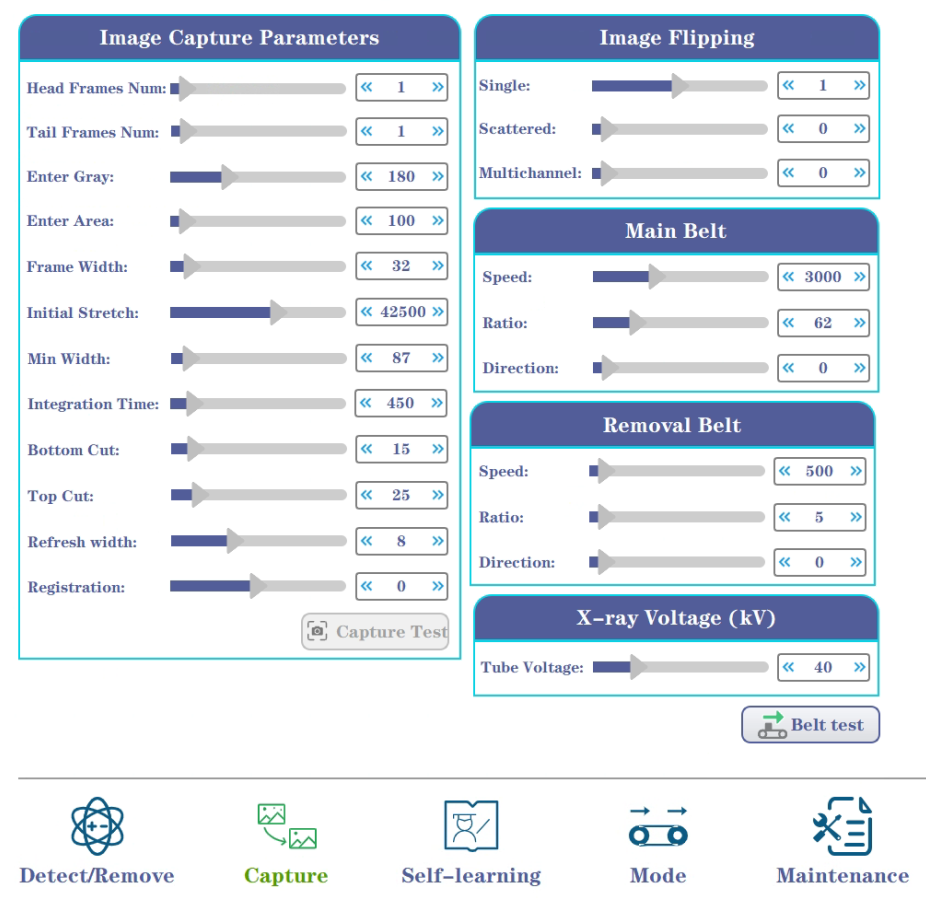 Image Capture Parameters
Head Frames Num: « 1 »
Tail Frames Num: « 1 »
Enter Gray: « 180 »
Enter Area: « 100 »
Frame Width: « 32 »
Initial Stretch: « 42500 »
Min Width: « 87 »
Integration Time: « 450 »
Bottom Cut: « 15 »
Top Cut: « 25 »
Refresh width: « 8 »
Registration: « 0 »
Capture Test
Image Flipping
Single: « 1 »
Scattered: « 0 »
Multichannel: « 0 »
Main Belt
Speed: « 3000 »
Ratio: « 62 »
Direction: « 0 »
Removal Belt
Speed: « 500 »
Ratio: « 5 »
Direction: « 0 »
X-ray Voltage (kV)
Tube Voltage: « 40 »
Belt test
Detect/Remove
Capture
Self-learning
Mode
Maintenance